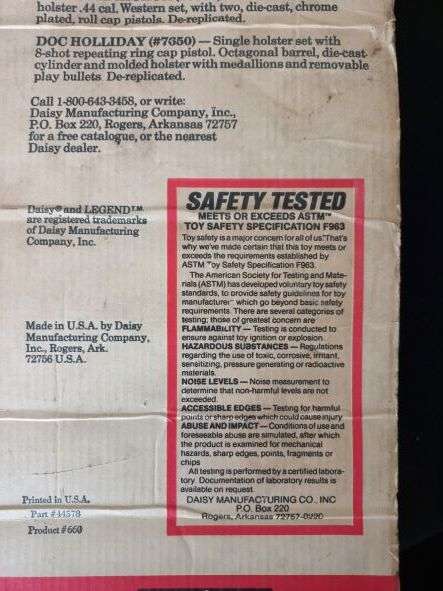 holster .44 cal. Western set, with two, die-cast, chrome
plated, roll cap pistols. De-replicated.
DOC HOLLIDAY (#7650) — Single holster set with
8-shot repeating ring cap pistol. Octagonal barrel, die-cast
cylinder and molded holster with medallions and removable
play bullets De-replicated.
Call 1-800-643-3458, or write:
Daisy Manufacturing Company, Inc.,
P.O. Box 220, Rogers, Arkansas 72757
for a free catalogue, or the nearest
Daisy dealer.
Daisy® and LEGEND™
are registered trademarks
of Daisy Manufacturing
Company, Inc.
Made in U.S.A. by Daisy
Manufacturing Company,
Inc., Rogers, Ark.
72756 U.S.A.
Printed in U.S.A.
Part #44578
Product #660
SAFETY TESTED
MEETS OR EXCEEDS ASTM™
TOY SAFETY SPECIFICATION F963
Toy safety is a major concern for all of us. That's
why we've made certain that this toy meets or
exceeds the requirements established by
ASTM Toy Safety Specification F963.
The American Society for Testing and Mate-
rials (ASTM) has developed voluntary toy safety
standards, to provide safety guidelines for toy
manufacturer which go beyond basic safety
requirements. There are several categories of
testing; those of greatest concern are
FLAMMABILITY — Testing is conducted to
ensure against toy ignition or explosion.
HAZARDOUS SUBSTANCES — Regulations
regarding the use of toxic, corrosive, irritant,
sensitizing, pressure generating or radioactive
materials.
NOISE LEVELS — Noise measurement to
determine that non-harmful levels are not
exceeded.
ACCESSIBLE EDGES — Testing for harmful
points or sharp edges which could cause injury
ABUSE AND IMPACT — Conditions of use and
foreseeable abuse are simulated, after which
the product is examined for mechanical
hazards, sharp edges, points, fragments or
chips
All testing is performed by a certified labora-
tory. Documentation of laboratory results is
available on request
DAISY MANUFACTURING CO., INC
P.O. Box 220
Rogers, Arkansas 72757-0220